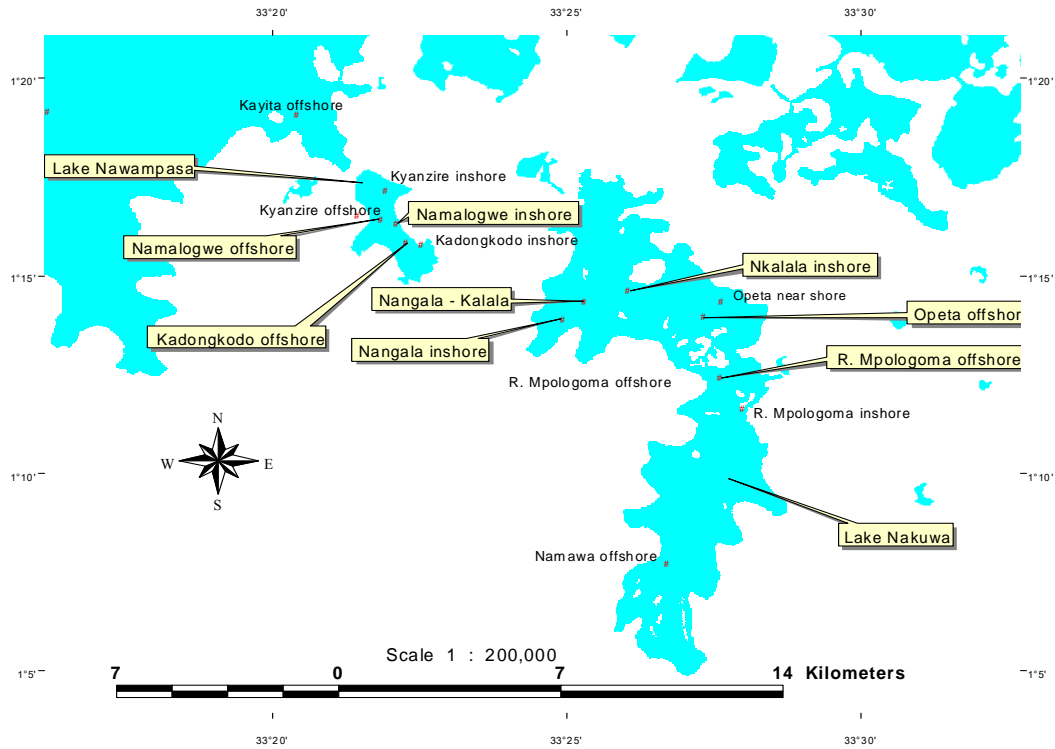 33°20' 33°25' 33°30'
1°20' 1°20'
Kayita offshore
Lake Nawampasa
Kyanzire inshore
Kyanzire offshore
Namalogwe inshore
Namalogwe offshore
Kadongkodo inshore
Nkalala inshore
1°15' 1°15'
Nangala - Kalala
Opeta near shore
Opeta offshor
Kadongkodo offshore
Nangala inshore
R. Mpologoma offshore
R. Mpologoma offshore
R. Mpologoma inshore
N
W E
S
1°10' 1°10'
Lake Nakuwa
Namawa offshore
Scale 1 : 200,000
1°5' 1°5'
7 0 7 14 Kilometers
33°20' 33°25' 33°30'